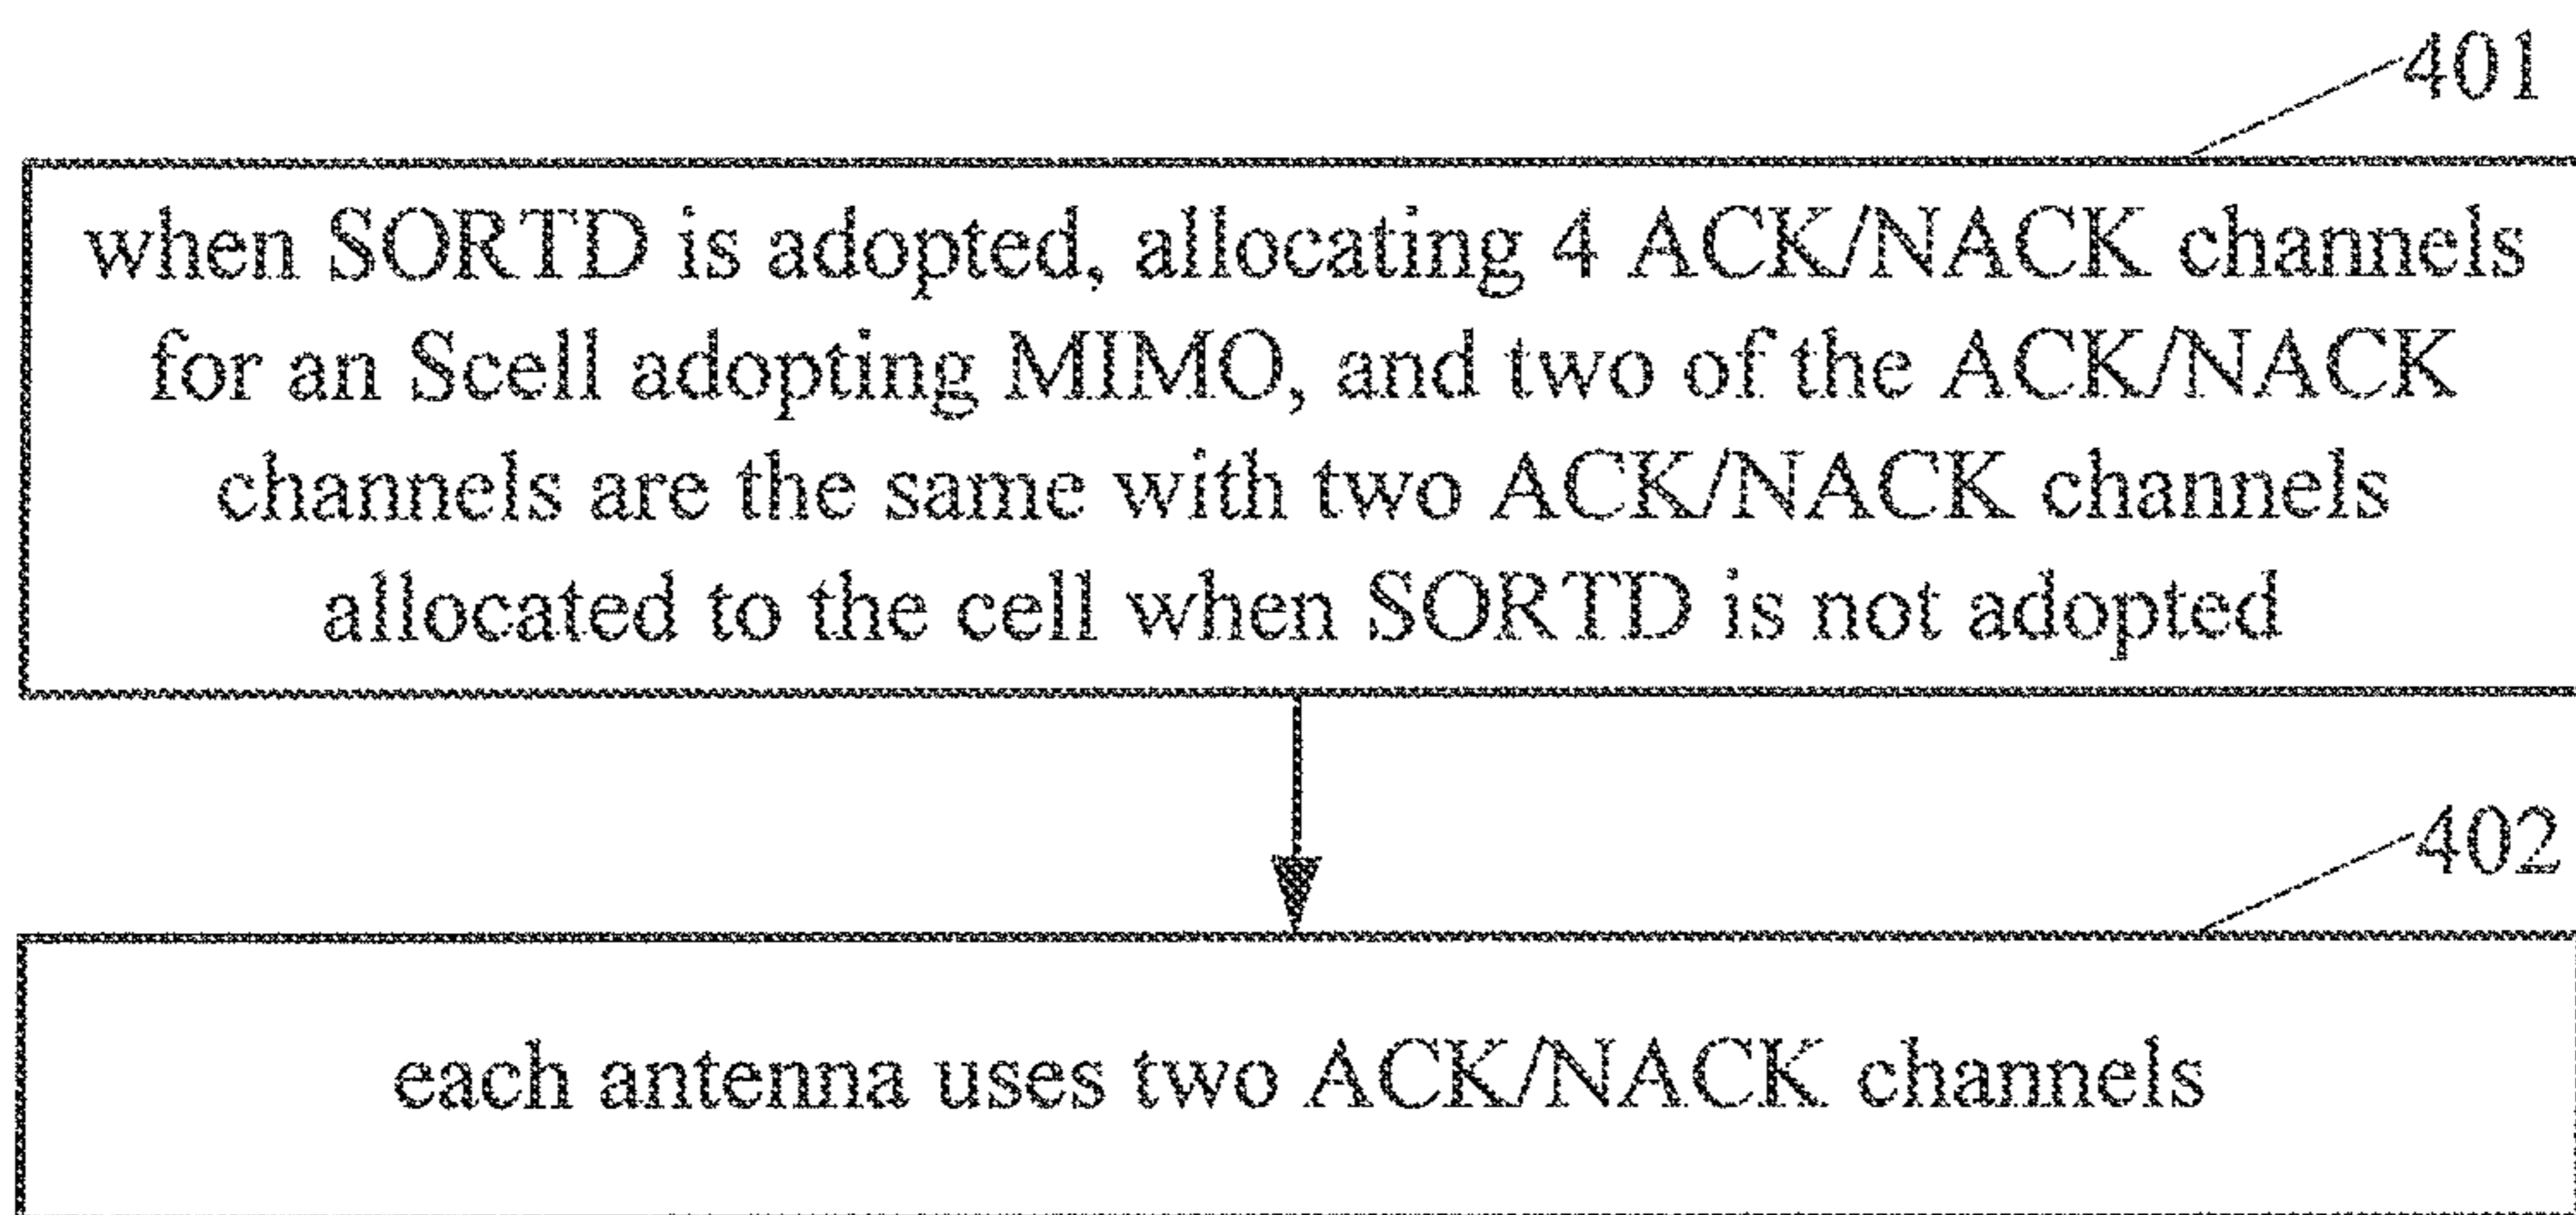 401
when SORTD is adopted, allocating 4 ACK/NACK channels
for an Scell adopting MIMO, and two of the ACK/NACK
channels are the same with two ACK/NACK channels
allocated to the cell when SORTD is not adopted
402
each antenna uses two ACK/NACK channels